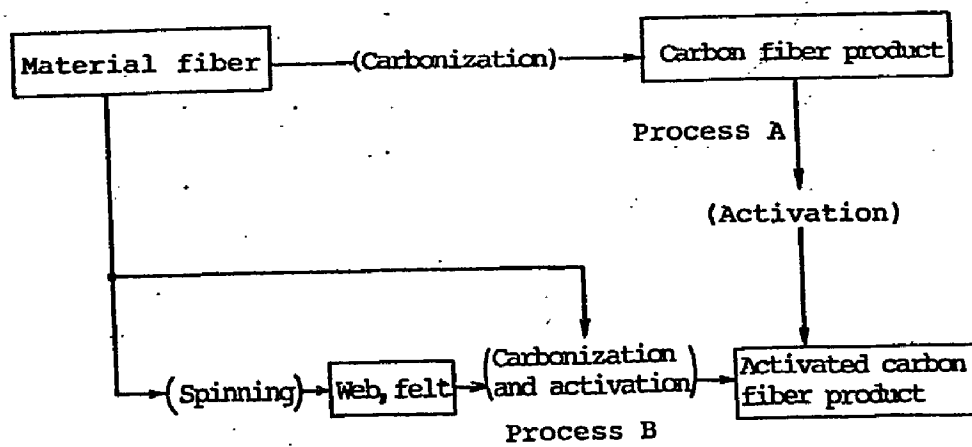 Material fiber
(Carbonization)
Carbon fiber product
Process A
(Activation)
(Spinning)
Web, felt
(Carbonization
and activation)
Activated carbon
fiber product
Process B